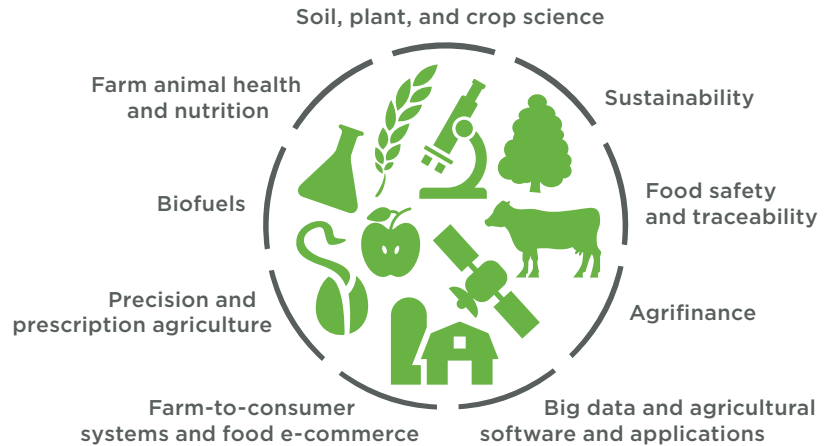 Soil, plant, and crop science
Sustainability
Food safety
and traceability
Agrifinance
Big data and agricultural
software and applications
Farm-to-consumer
systems and food e-commerce
Precision and
prescription agriculture
Biofuels
Farm animal health
and nutrition